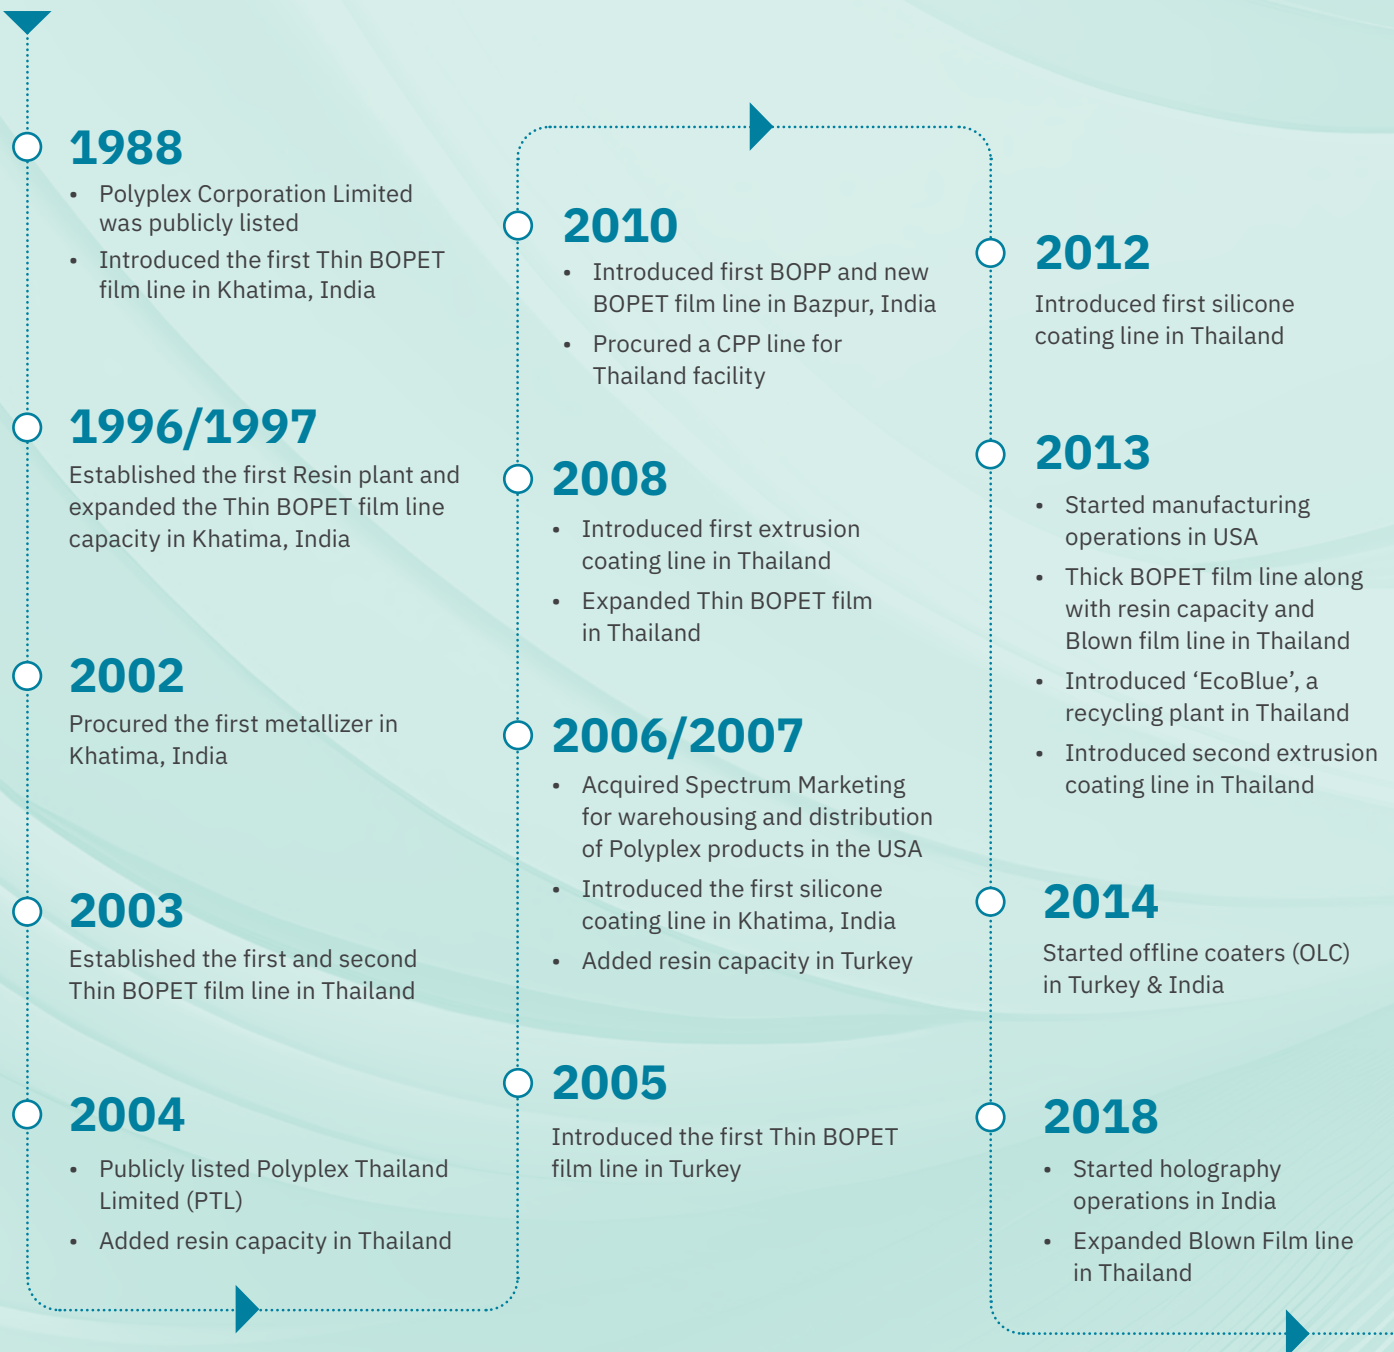 1988
• Polyplex Corporation Limited
was publicly listed
• Introduced the first Thin BOPET
film line in Khatima, India
1996/1997
Established the first Resin plant and
expanded the Thin BOPET film line
capacity in Khatima, India
2002
Procured the first metallizer in
Khatima, India
2003
Established the first and second
Thin BOPET film line in Thailand
2004
• Publicly listed Polyplex Thailand
Limited (PTL)
• Added resin capacity in Thailand
2005
Introduced the first Thin BOPET
film line in Turkey
2006/2007
• Acquired Spectrum Marketing
for warehousing and distribution
of Polyplex products in the USA
• Introduced the first silicone
coating line in Khatima, India
• Added resin capacity in Turkey
2008
• Introduced first extrusion
coating line in Thailand
• Expanded Thin BOPET film
in Thailand
2010
• Introduced first BOPP and new
BOPET film line in Bazpur, India
• Procured a CPP line for
Thailand facility
2012
Introduced first silicone
coating line in Thailand
2013
• Started manufacturing
operations in USA
• Thick BOPET film line along
with resin capacity and
Blown film line in Thailand
• Introduced ‘EcoBlue’, a
recycling plant in Thailand
• Introduced second extrusion
coating line in Thailand
2014
Started offline coaters (OLC)
in Turkey & India
2018
• Started holography
operations in India
• Expanded Blown Film line
in Thailand